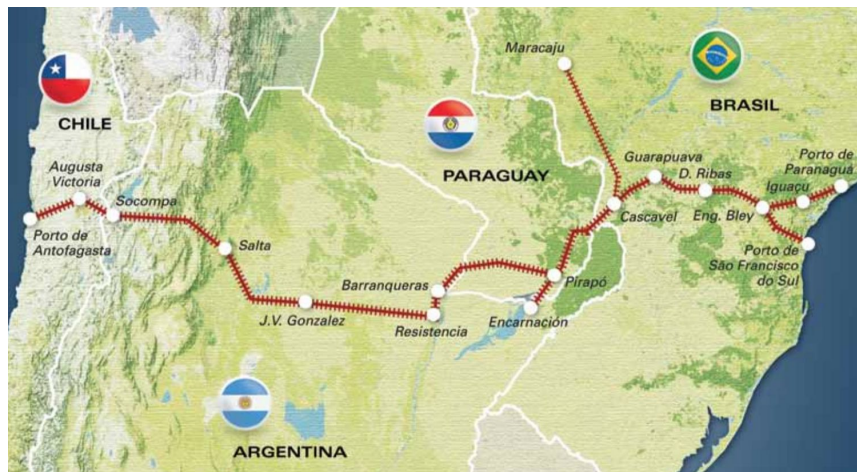 Maracaju
BRASIL
CHILE
PARAGUAY
Augusta
Victoria
Socompa
Guarapuava
D. Ribas
Porto de
Paranaguá
Iguaçu
Porto de
Antofagasta
Salta
Cascavel
Eng. Bley
Porto de
São Francisco
do Sul
Barranqueras
Pirapó
J.V. Gonzalez
Resistencia
Encarnación
ARGENTINA